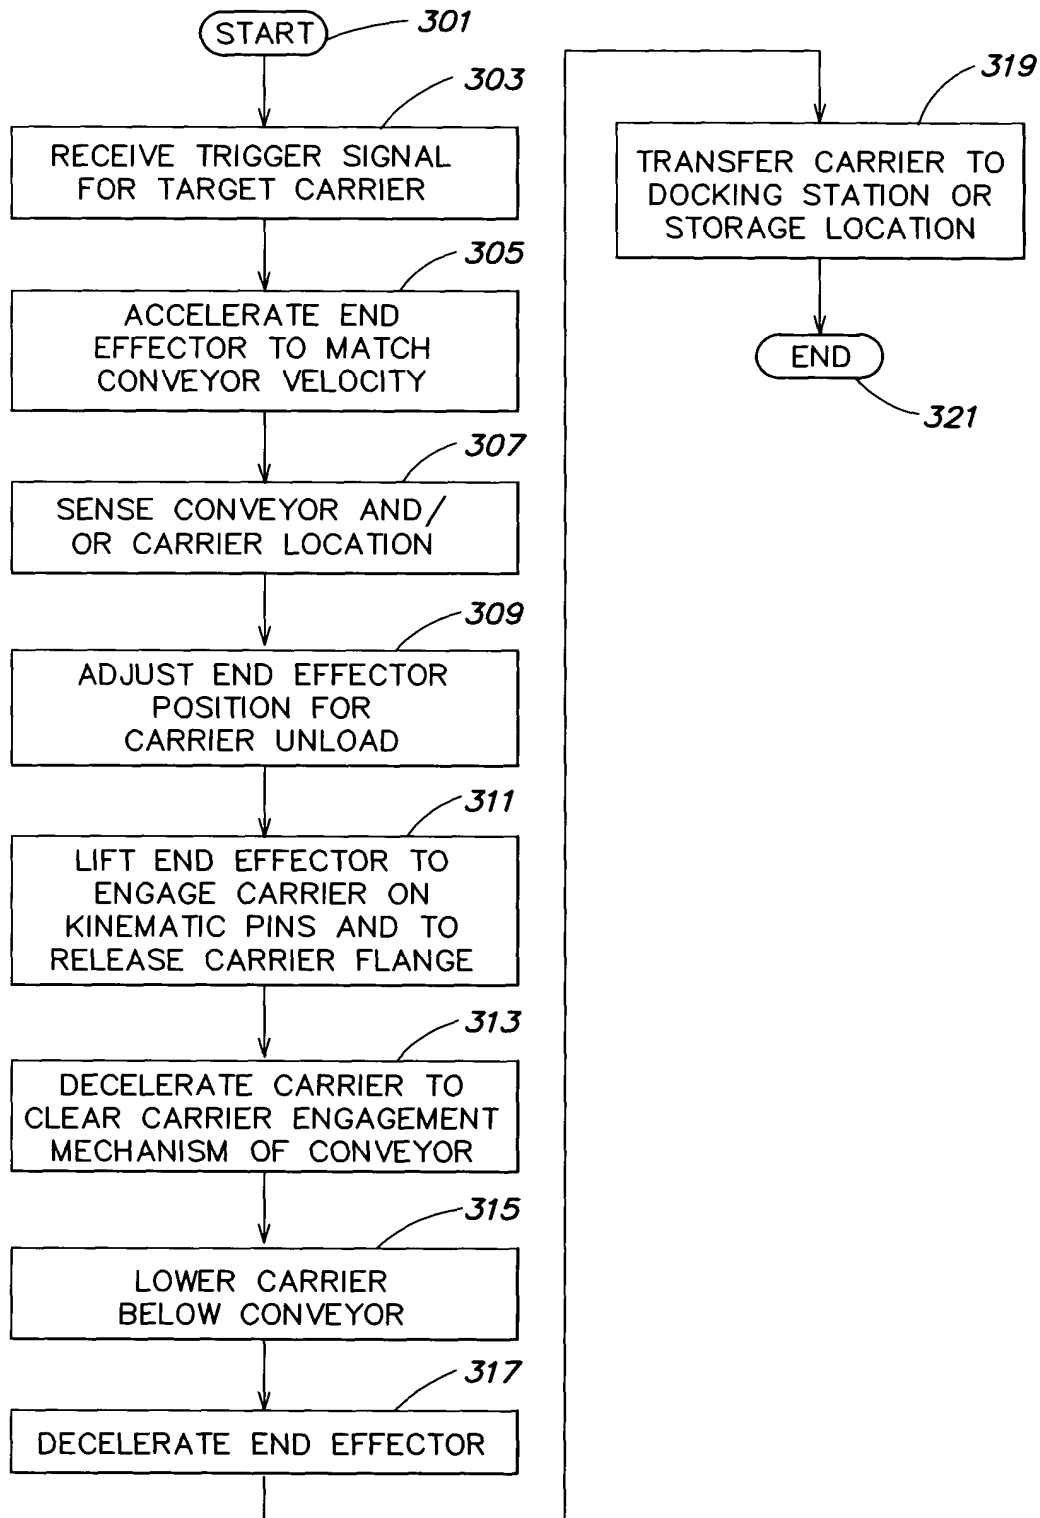 START
301
303
RECEIVE TRIGGER SIGNAL
FOR TARGET CARRIER
305
ACCELERATE END
EFFECTOR TO MATCH
CONVEYOR VELOCITY
307
SENSE CONVEYOR AND/
OR CARRIER LOCATION
309
ADJUST END EFFECTOR
POSITION FOR
CARRIER UNLOAD
311
LIFT END EFFECTOR TO
ENGAGE CARRIER ON
KINEMATIC PINS AND TO
RELEASE CARRIER FLANGE
313
DECELERATE CARRIER TO
CLEAR CARRIER ENGAGEMENT
MECHANISM OF CONVEYOR
315
LOWER CARRIER
BELOW CONVEYOR
317
DECELERATE END EFFECTOR
319
TRANSFER CARRIER TO
DOCKING STATION OR
STORAGE LOCATION
END
321